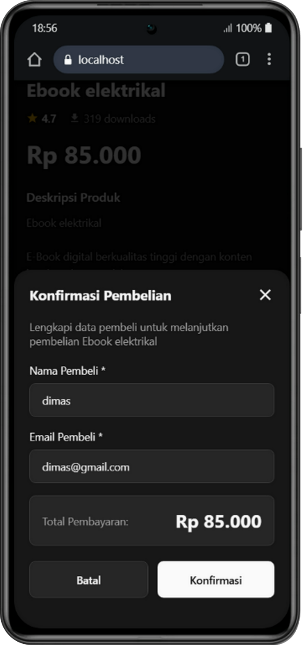 18:56
100%
localhost
1
Ebook elektrikal
4.7 319 downloads
Rp 85.000
Deskripsi Produk
Ebook elektrikal
E-Book digital berkualitas tinggi dengan konten
Konfirmasi Pembelian
Lengkapi data pembeli untuk melanjutkan
pembelian Ebook elektrikal
Nama Pembeli *
dimas
Email Pembeli *
dimas@gmail.com
Total Pembayaran: Rp 85.000
Batal Konfirmasi